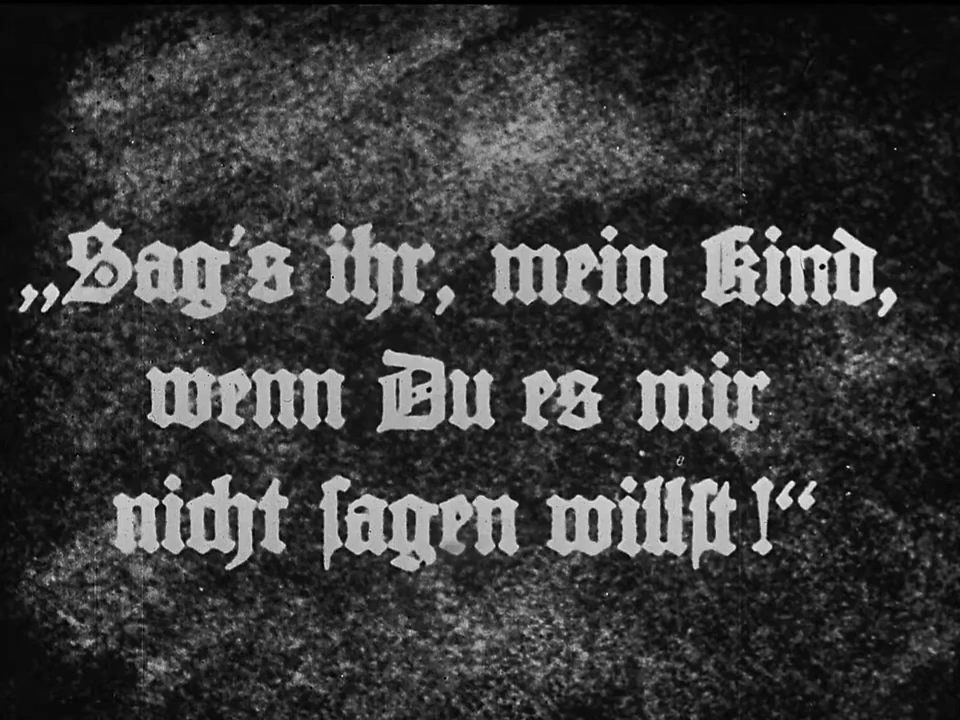 „Sag's ihr, mein Kind,
wenn Du es mir
nicht ſagen willſt!“